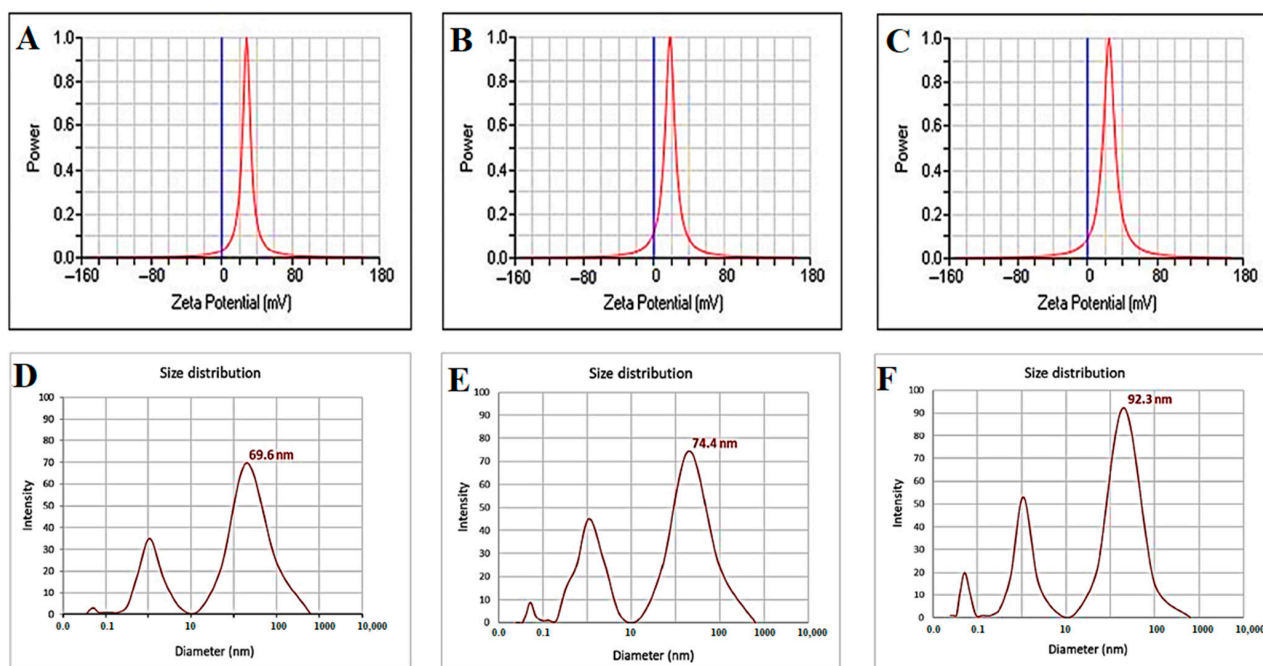 A
Power
1.0
0.8
0.6
0.4
0.2
0.0
−160 −80 0 80 180
Zeta Potential (mV)
B
Power
1.0
0.8
0.6
0.4
0.2
0.0
−160 −80 0 80 180
Zeta Potential (mV)
C
Power
1.0
0.8
0.6
0.4
0.2
0.0
−160 −80 0 80 180
Zeta Potential (mV)
D
Size distribution
Intensity
100
90
80
70
60
50
40
30
20
10
0
69.6 nm
0.0 0.1 10 100 1000 10,000
Diameter (nm)
E
Size distribution
Intensity
100
90
80
70
60
50
40
30
20
10
0
74.4 nm
0.0 0.1 10 100 1000 10,000
Diameter (nm)
F
Size distribution
Intensity
100
90
80
70
60
50
40
30
20
10
0
92.3 nm
0.0 0.1 10 100 1000 10,000
Diameter (nm)